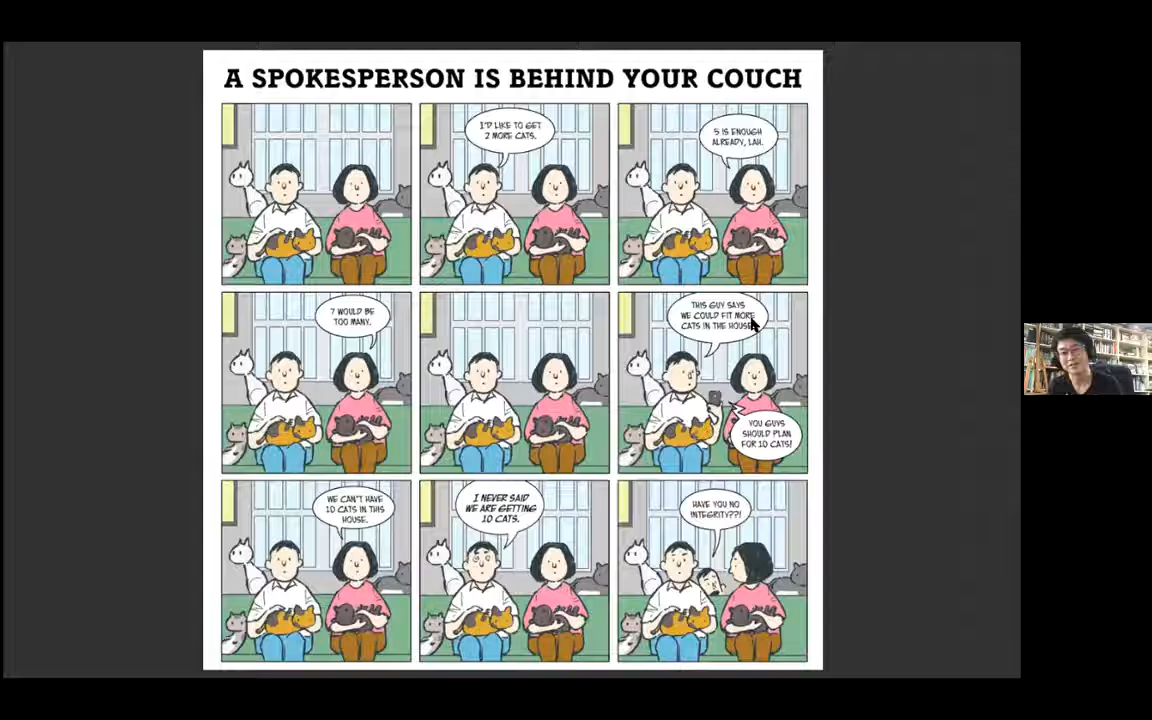 A SPOKESPERSON IS BEHIND YOUR COUCH
I'D LIKE TO GET
2 MORE CATS.
5 IS ENOUGH
ALREADY, LAH.
7 WOULD BE
TOO MANY.
THIS GUY SAYS
WE COULD FIT MORE
CATS IN THE HOUSE
YOU GUYS
SHOULD PLAN
FOR 10 CATS!
WE CAN'T HAVE
10 CATS IN THIS
HOUSE.
I NEVER SAID
WE ARE GETTING
10 CATS.
HAVE YOU NO
INTEGRITY??!